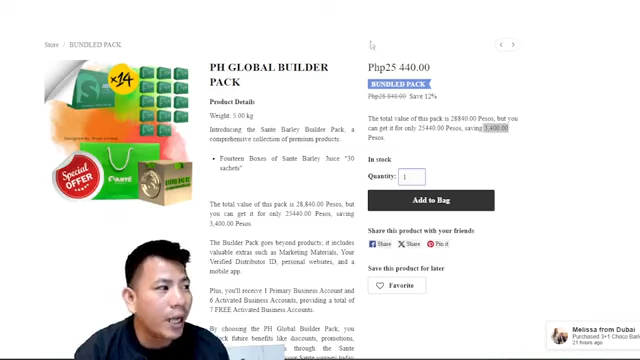 Store / BUNDLED PACK
×14
Special
OFFER
SANTÉ
PH GLOBAL BUILDER
PACK
Product Details
Weight: 5.00 kg
Introducing the Sante Barley Builder Pack, a
comprehensive collection of premium products.
• Fourteen Boxes of Sante Barley Juice "30
sachets"
The total value of this pack is 28,840.00 Pesos, but
you can get it for only 25440.00 Pesos, saving
3,400.00 Pesos
The Builder Pack goes beyond products; it includes
valuable extras such as Marketing Materials, Your
Verified Distributor ID, personal websites, and a
mobile app.
Plus, you'll receive 1 Primary Business Account and
6 Activated Business Accounts, providing a total of
7 FREE Activated Business Accounts.
By choosing the PH Global Builder Pack, you
future benefits like discounts, promotions,
through the Sante
Php25 440.00
BUNDLED PACK
Php28 840.00 Save 12%
The total value of this pack is 28840.00 Pesos, but you
can get it for only 25440.00 Pesos, saving 3,400.00
Pesos.
In stock
Quantity: 1
Add to Bag
Share this product with your friends
Share Share Pin it
Save this product for later
Favorite
Melissa from Dubai
Purchased 3+1 Choco Barl
21 hours ago